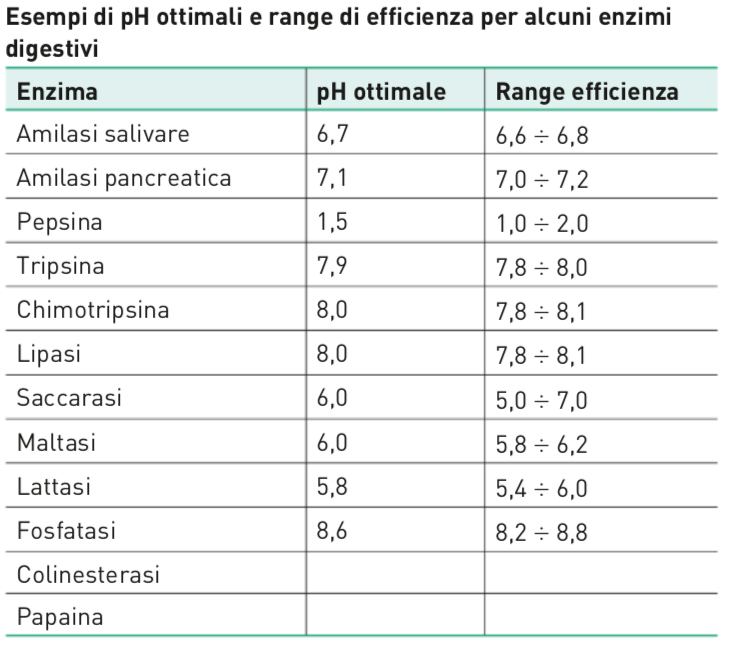 Esempi di pH ottimali e range di efficienza per alcuni enzimi
digestivi
Enzima pH ottimale Range efficienza
Amilasi salivare 6,7 6,6 ÷ 6,8
Amilasi pancreatica 7,1 7,0 ÷ 7,2
Pepsina 1,5 1,0 ÷ 2,0
Tripsina 7,9 7,8 ÷ 8,0
Chimotripsina 8,0 7,8 ÷ 8,1
Lipasi 8,0 7,8 ÷ 8,1
Saccarasi 6,0 5,0 ÷ 7,0
Maltasi 6,0 5,8 ÷ 6,2
Lattasi 5,8 5,4 ÷ 6,0
Fosfatasi 8,6 8,2 ÷ 8,8
Colinesterasi
Papaina